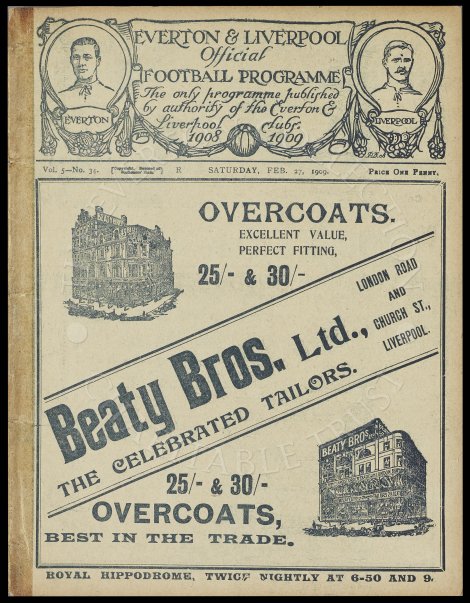 EVERTON & LIVERPOOL
Official
FOOTBALL PROGRAMME
The only programme published
by authority of the Everton &
Liverpool Clubs.
1908 1909
EVERTON
LIVERPOOL
Vol. 5—No. 34.
R
SATURDAY, FEB. 27, 1909.
PRICE ONE PENNY.
OVERCOATS.
EXCELLENT VALUE,
PERFECT FITTING,
25/- & 30/-
LONDON ROAD
AND
CHURCH ST.,
LIVERPOOL.
Beaty Bros. Ltd.,
THE CELEBRATED TAILORS.
BEATY BROS.
25/- & 30/-
OVERCOATS,
BEST IN THE TRADE.
ROYAL HIPPODROME, TWICE NIGHTLY AT 6-50 AND 9.